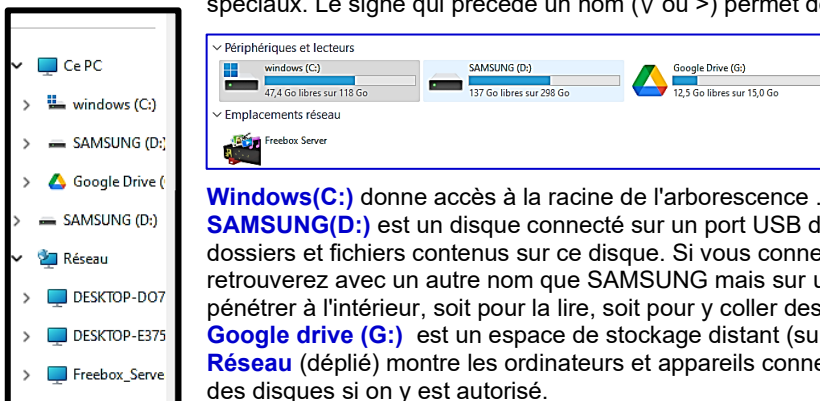 spéciaux. Le signe qui précède un nom (V ou >) permet de
Ce PC
windows (C:)
SAMSUNG (D:)
Google Drive (
SAMSUNG (D:)
Réseau
DESKTOP-DO7
DESKTOP-E375
Freebox_Serve
Périphériques et lecteurs
windows (C:)
47,4 Go libres sur 118 Go
SAMSUNG (D:)
137 Go libres sur 298 Go
Google Drive (G:)
12,5 Go libres sur 15,0 Go
Emplacements réseau
Freebox Server
Windows(C:) donne accès à la racine de l'arborescence .
SAMSUNG(D:) est un disque connecté sur un port USB d
dossiers et fichiers contenus sur ce disque. Si vous conne
retrouverez avec un autre nom que SAMSUNG mais sur u
pénétrer à l'intérieur, soit pour la lire, soit pour y coller des
Google drive (G:) est un espace de stockage distant (su
Réseau (déplié) montre les ordinateurs et appareils conne
des disques si on y est autorisé.